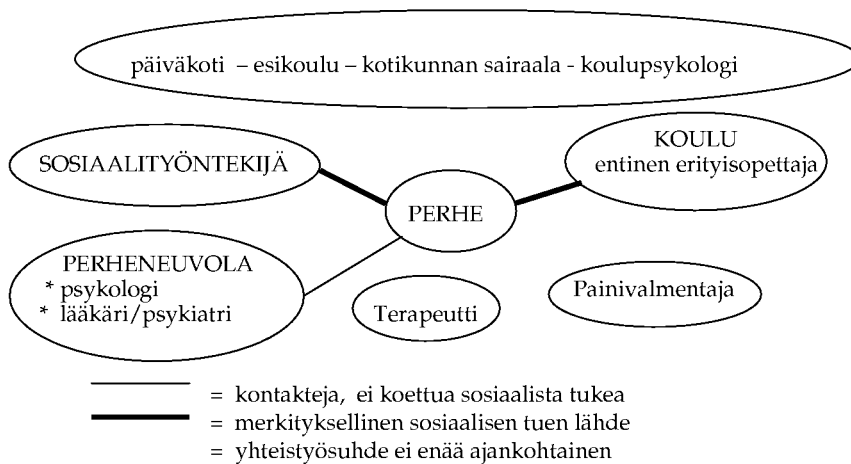 päiväkoti – esikoulu – kotikunnan sairaala - koulupsykologi
SOSIAALITYÖNTEKIJÄ
KOULU
entinen erityisopettaja
PERHE
PERHENEUVOLA
* psykologi
* lääkäri/psykiatri
Terapeutti
Painivalmentaja
= kontakteja, ei koettua sosiaalista tukea
= merkityksellinen sosiaalisen tuen lähde
= yhteistyösuhde ei enää ajankohtainen